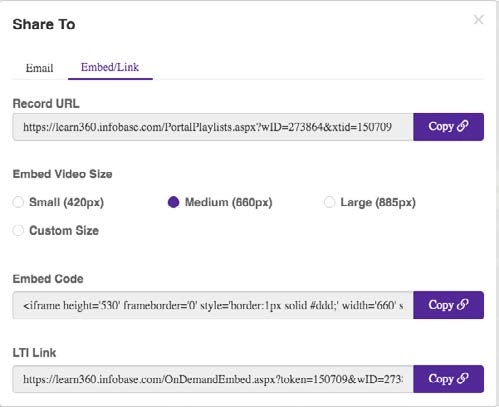 Share To
Email Embed/Link
Record URL
https://learn360.infobase.com/PortalPlaylists.aspx?wID=273864&xtid=150709 Copy
Embed Video Size
Small (420px) Medium (660px) Large (885px)
Custom Size
Embed Code
<iframe height='530' frameborder='0' style='border:1px solid #ddd;' width='660' s Copy
LTI Link
https://learn360.infobase.com/OnDemandEmbed.aspx?token=150709&wID=273 Copy